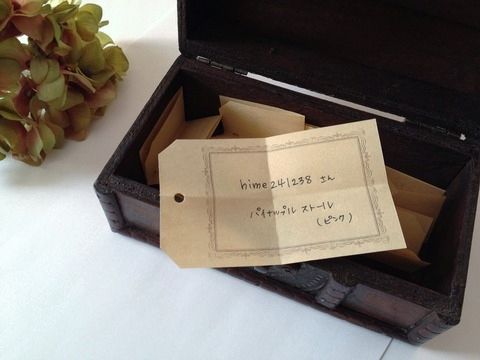 hime241238 さん
パイナップル ストール
(ピンク)